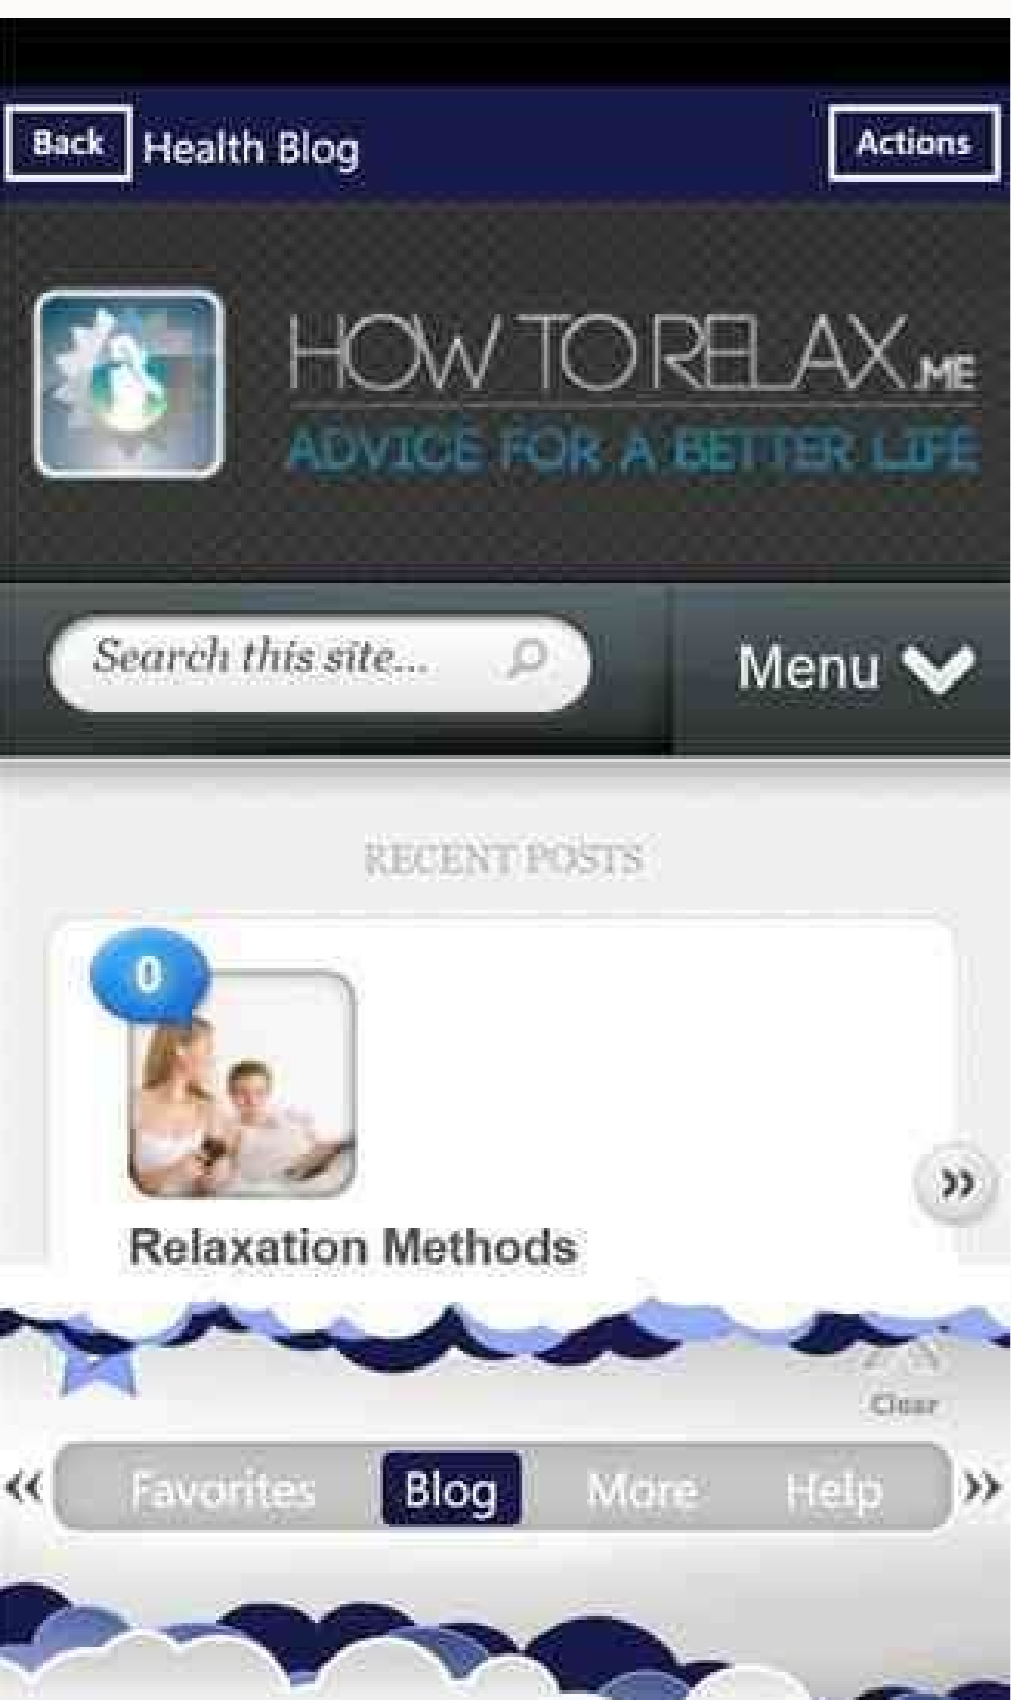 Back Health Blog Actions
HOW TO RELAX.ME
ADVICE FOR A BETTER LIFE
Search this site... Menu
RECENT POSTS
0
Relaxation Methods
Clear
Favorites Blog More Help